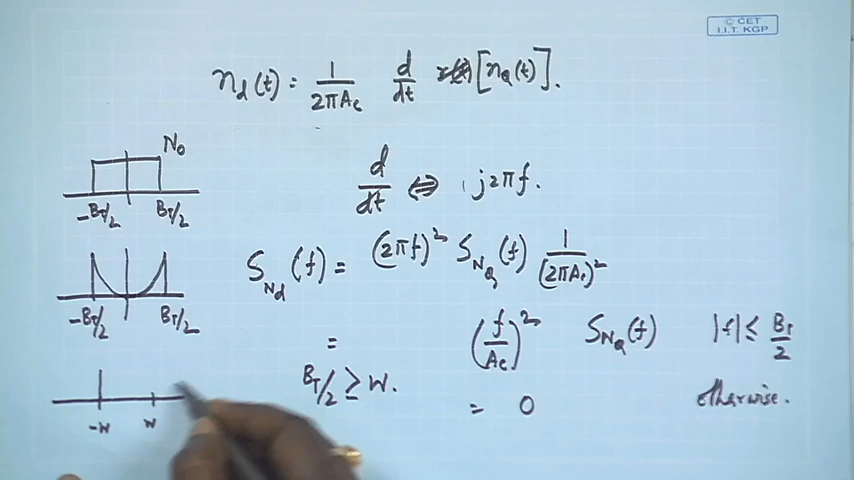 © CET
I.I.T. KGP
n_d(t) = 1/(2πA_c) d/dt [n_Q(t)].
N_0
-B_T/2 B_T/2
d/dt ⇔ j2πf.
S_{N_d}(f) = (2πf)^2 S_{N_Q}(f) 1/(2πA_c)^2
-B_T/2 B_T/2
= (f/A_c)^2 S_{N_Q}(f) |f| ≤ B_T/2
B_T/2 ≥ W.
= 0 otherwise.
-W W